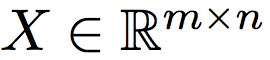 X ∈ ℝ^{m×n}